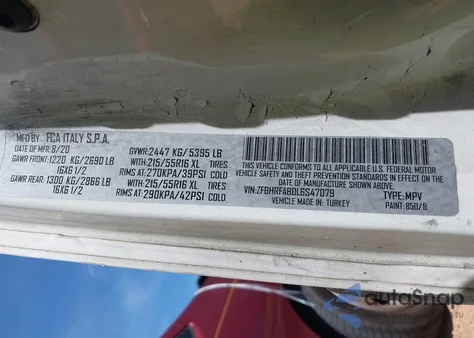 MFD BY FCA ITALY S.P.A.
DATE OF MFR: 8/20 GVWR: 2447 KG/ 5395 LB
GAWR FRONT: 1220 KG/2690 LB WITH: 215/55R16 XL TIRES
16X6 1/2 RIMS AT: 270KPA/39PSI COLD
GAWR REAR: 1300 KG/2866 LB WITH: 215/55R16 XL TIRES
16X6 1/2 RIMS AT: 290KPA/42PSI COLD
THIS VEHICLE CONFORMS TO ALL APPLICABLE U.S. FEDERAL MOTOR
VEHICLE SAFETY AND THEFT PREVENTION STANDARDS IN EFFECT ON THE
DATE OF MANUFACTURE SHOWN ABOVE.
VIN: ZFBHRFAB0L6S47079 TYPE: MPV
VEHICLE MADE IN: TURKEY PAINT: 850/B
autoSnap